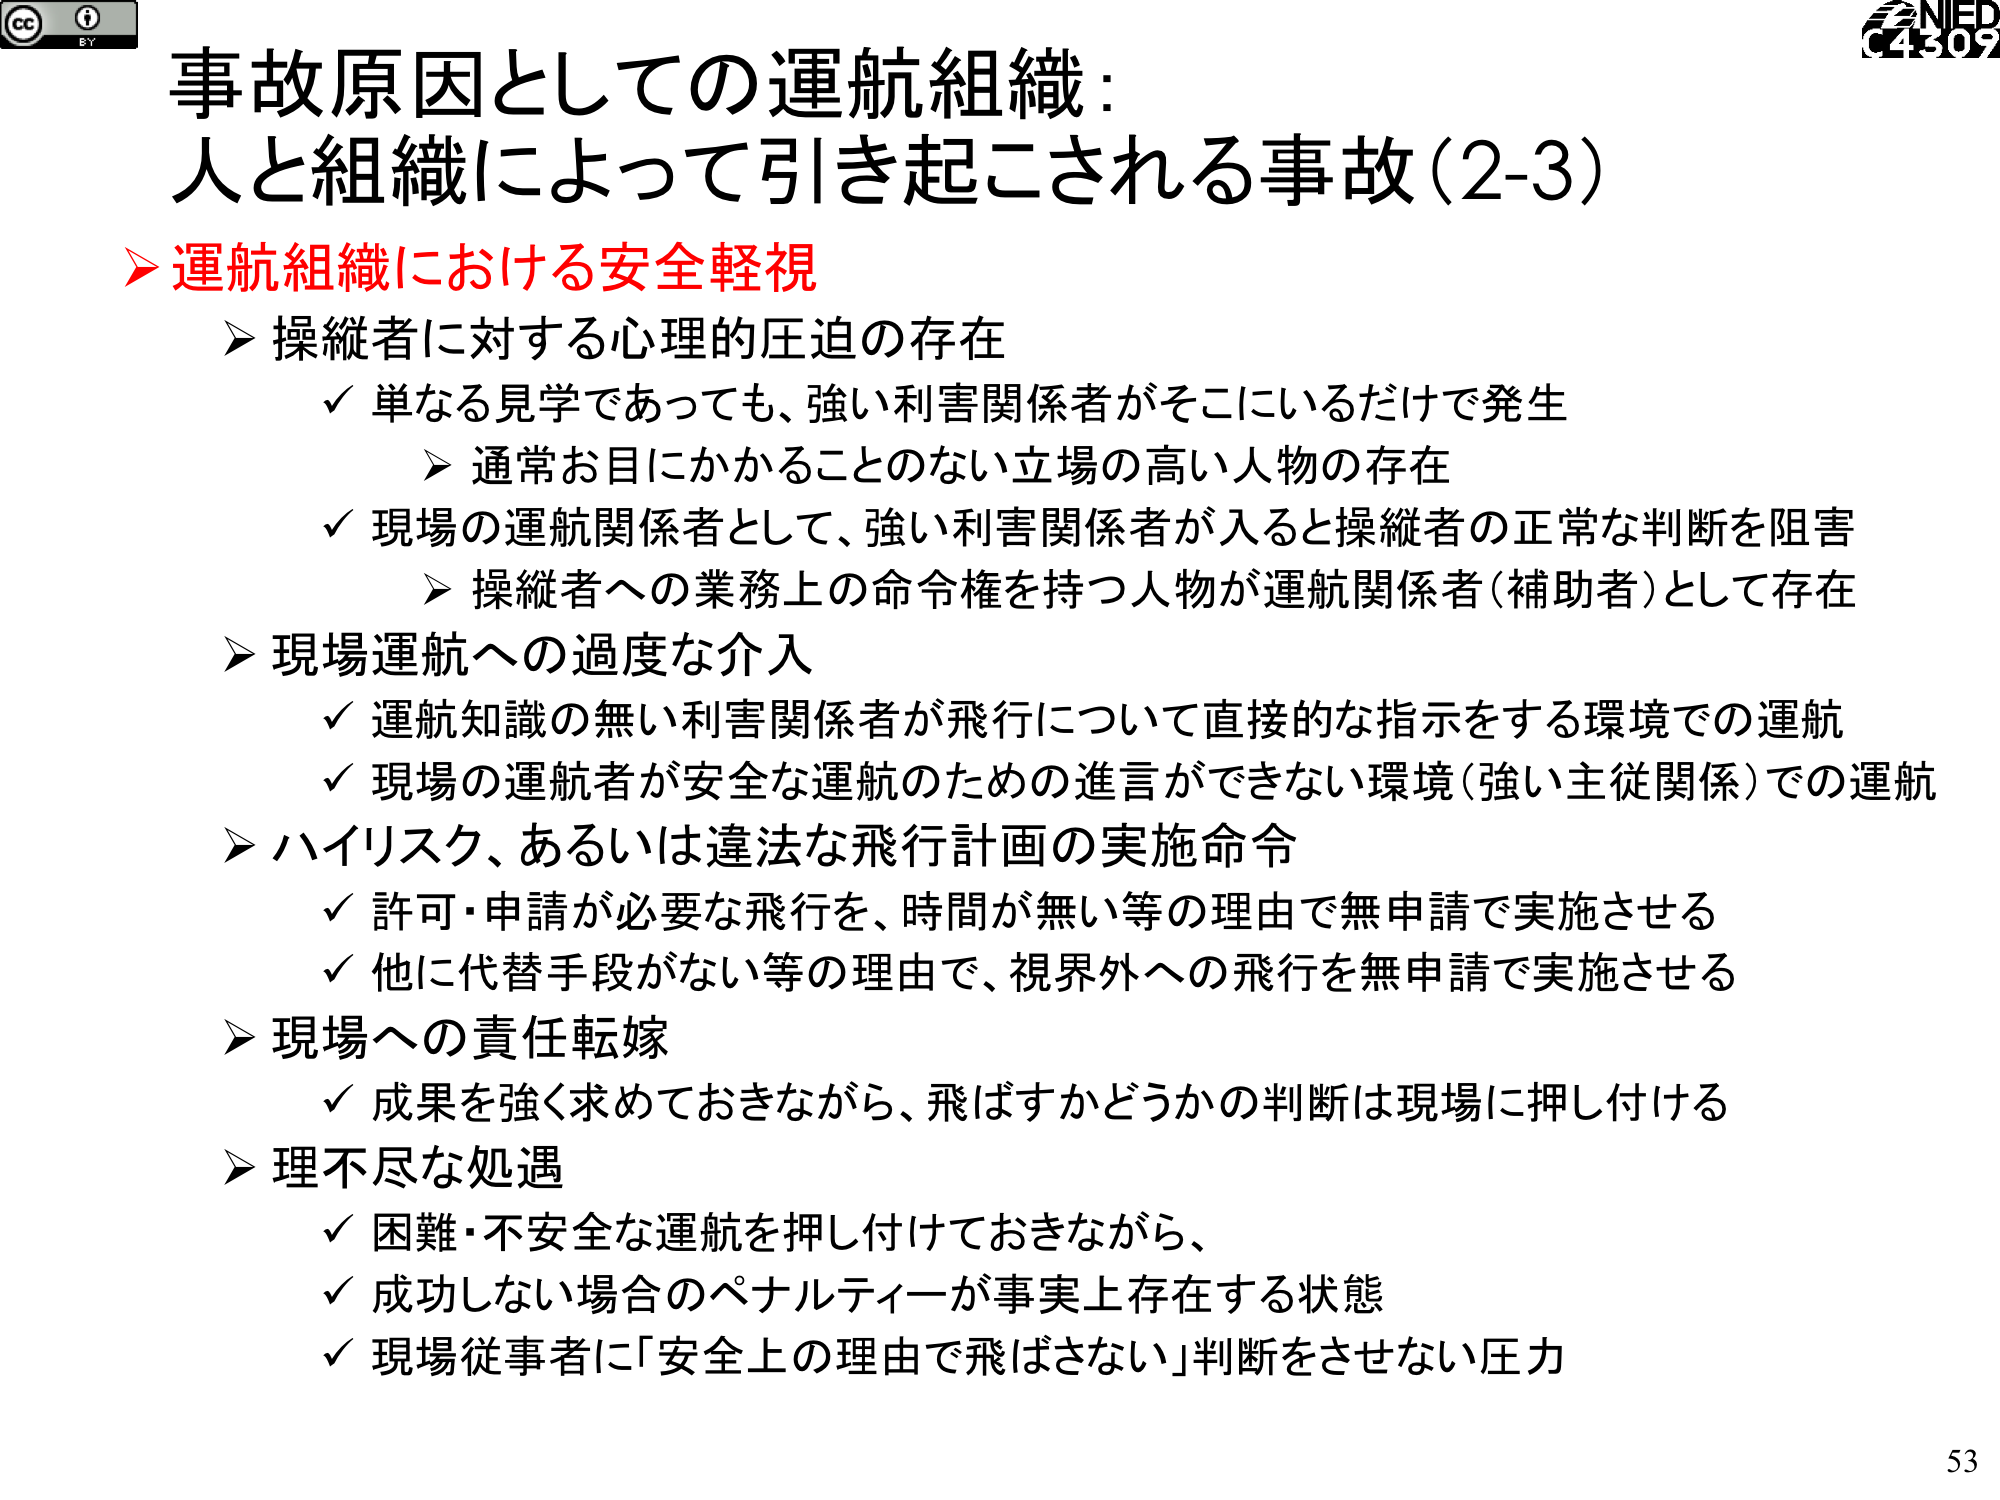 cc BY
NIED
C4309
事故原因としての運航組織：
人と組織によって引き起こされる事故（2-3）
➢ 運航組織における安全軽視
➢ 操縦者に対する心理的圧迫の存在
✓ 単なる見学であっても、強い利害関係者がそこにいるだけで発生
➢ 通常お目にかかることのない立場の高い人物の存在
✓ 現場の運航関係者として、強い利害関係者が入ると操縦者の正常な判断を阻害
➢ 操縦者への業務上の命令権を持つ人物が運航関係者（補助者）として存在
➢ 現場運航への過度な介入
✓ 運航知識の無い利害関係者が飛行について直接的な指示をする環境での運航
✓ 現場の運航者が安全な運航のための進言ができない環境（強い主従関係）での運航
➢ ハイリスク、あるいは違法な飛行計画の実施命令
✓ 許可・申請が必要な飛行を、時間が無い等の理由で無申請で実施させる
✓ 他に代替手段がない等の理由で、視界外への飛行を無申請で実施させる
➢ 現場への責任転嫁
✓ 成果を強く求めておきながら、飛ばすかどうかの判断は現場に押し付ける
➢ 理不尽な処遇
✓ 困難・不安全な運航を押し付けておきながら、
✓ 成功しない場合のペナルティーが事実上存在する状態
✓ 現場従事者に「安全上の理由で飛ばさない」判断をさせない圧力
53